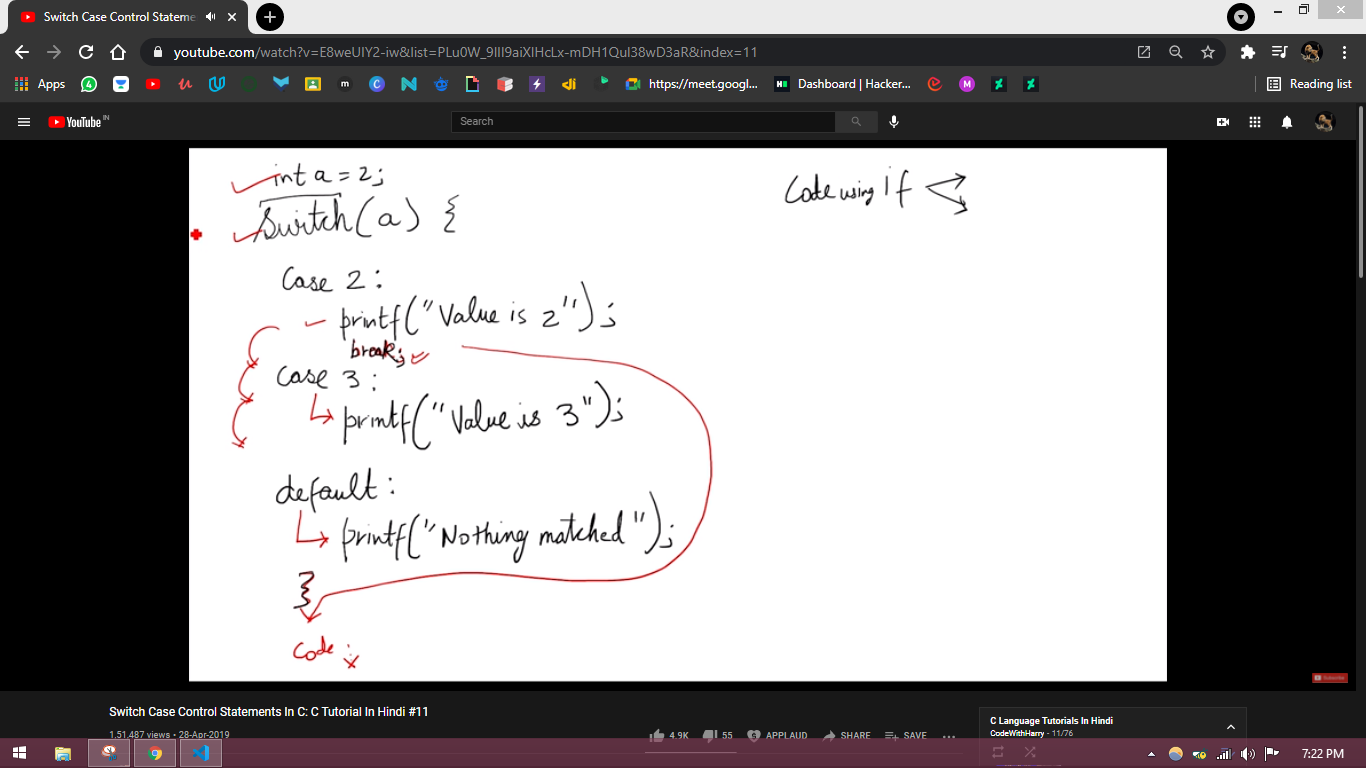 Switch Case Control Stateme
youtube.com/watch?v=E8weUIY2-iw&list=PLu0W_9lII9aiXlHcLx-mDH1Qul38wD3aR&index=11
Apps
https://meet.googl...
Dashboard | Hacker...
Reading list
YouTube IN
Search
int a = 2;
Code using if
Switch(a) {
Case 2:
printf("Value is 2");
break;
Case 3:
printf("Value is 3");
default:
printf("Nothing matched");
}
Code
Subscribe
Switch Case Control Statements In C: C Tutorial In Hindi #11
1,51,487 views • 28-Apr-2019
4.9K
55
APPLAUD
SHARE
SAVE
C Language Tutorials In Hindi
CodeWithHarry - 11/76
7:22 PM